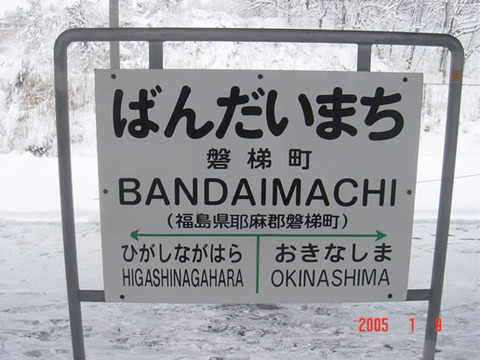 ばんだいまち
磐梯町
BANDAIMACHI
(福島県耶麻郡磐梯町)
ひがしながはら おきなしま
HIGASHINAGAHARA OKINASHIMA
2005 1 9